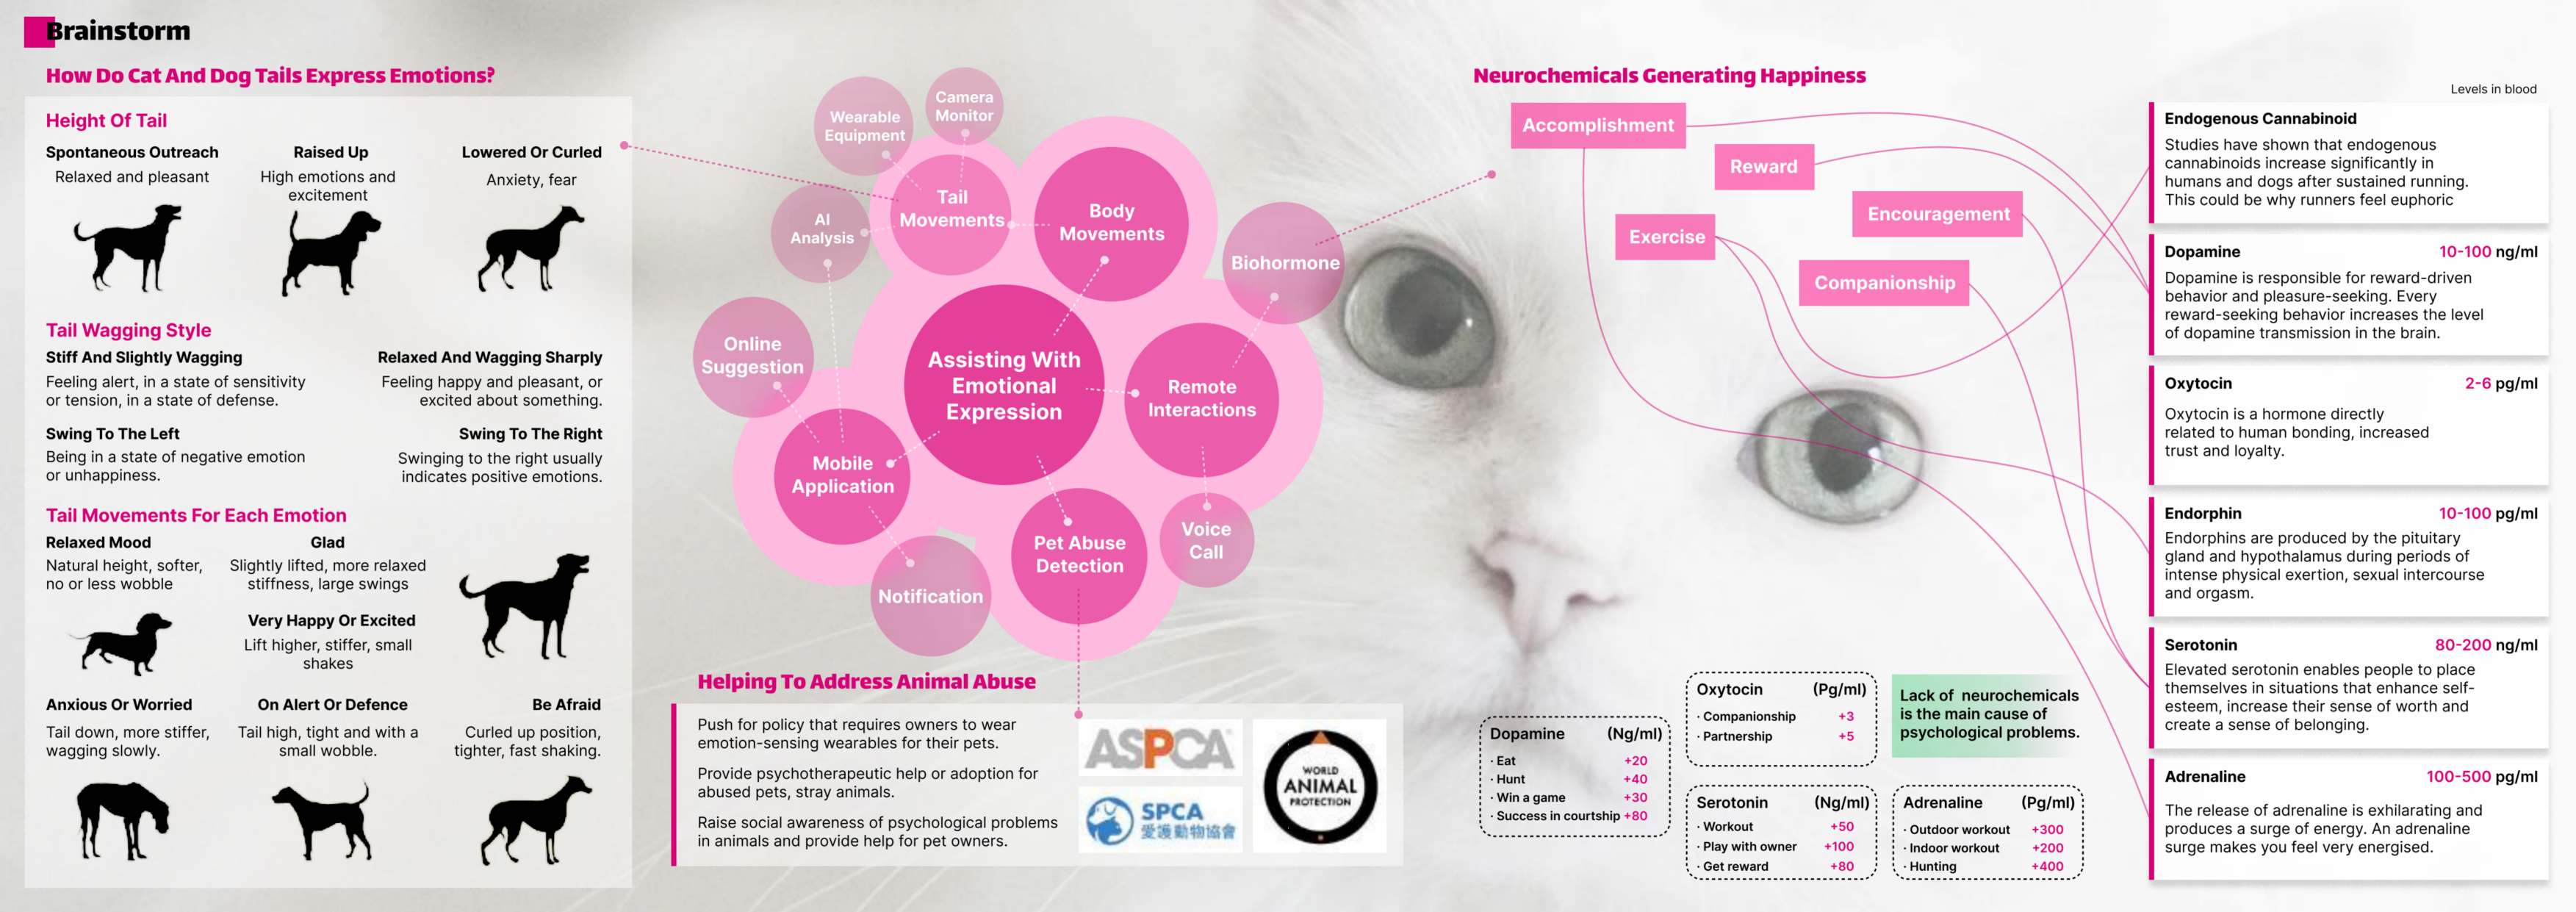 Brainstorm
How Do Cat And Dog Tails Express Emotions?
Height Of Tail
Spontaneous Outreach
Relaxed and pleasant
Raised Up
High emotions and
excitement
Lowered Or Curled
Anxiety, fear
Tail Wagging Style
Stiff And Slightly Wagging
Feeling alert, in a state of sensitivity
or tension, in a state of defense.
Relaxed And Wagging Sharply
Feeling happy and pleasant, or
excited about something.
Swing To The Left
Being in a state of negative emotion
or unhappiness.
Swing To The Right
Swinging to the right usually
indicates positive emotions.
Tail Movements For Each Emotion
Relaxed Mood
Natural height, softer,
no or less wobble
Glad
Slightly lifted, more relaxed
stiffness, large swings
Very Happy Or Excited
Lift higher, stiffer, small
shakes
Anxious Or Worried
Tail down, more stiffer,
wagging slowly.
On Alert Or Defence
Tail high, tight and with a
small wobble.
Be Afraid
Curled up position,
tighter, fast shaking.
Wearable
Equipment
Camera
Monitor
Tail
Movements
Body
Movements
AI
Analysis
Biohormone
Online
Suggestion
Assisting With
Emotional
Expression
Remote
Interactions
Mobile
Application
Pet Abuse
Detection
Voice
Call
Notification
Helping To Address Animal Abuse
Push for policy that requires owners to wear
emotion-sensing wearables for their pets.
Provide psychotherapeutic help or adoption for
abused pets, stray animals.
Raise social awareness of psychological problems
in animals and provide help for pet owners.
ASPCA
SPCA
愛護動物協會
WORLD
ANIMAL
PROTECTION
Neurochemicals Generating Happiness
Accomplishment
Reward
Encouragement
Exercise
Companionship
Dopamine (Ng/ml)
· Eat +20
· Hunt +40
· Win a game +30
· Success in courtship +80
Oxytocin (Pg/ml)
· Companionship +3
· Partnership +5
Lack of neurochemicals
is the main cause of
psychological problems.
Serotonin (Ng/ml)
· Workout +50
· Play with owner +100
· Get reward +80
Adrenaline (Pg/ml)
· Outdoor workout +300
· Indoor workout +200
· Hunting +400
Levels in blood
Endogenous Cannabinoid
Studies have shown that endogenous
cannabinoids increase significantly in
humans and dogs after sustained running.
This could be why runners feel euphoric
Dopamine 10-100 ng/ml
Dopamine is responsible for reward-driven
behavior and pleasure-seeking. Every
reward-seeking behavior increases the level
of dopamine transmission in the brain.
Oxytocin 2-6 pg/ml
Oxytocin is a hormone directly
related to human bonding, increased
trust and loyalty.
Endorphin 10-100 pg/ml
Endorphins are produced by the pituitary
gland and hypothalamus during periods of
intense physical exertion, sexual intercourse
and orgasm.
Serotonin 80-200 ng/ml
Elevated serotonin enables people to place
themselves in situations that enhance self-
esteem, increase their sense of worth and
create a sense of belonging.
Adrenaline 100-500 pg/ml
The release of adrenaline is exhilarating and
produces a surge of energy. An adrenaline
surge makes you feel very energised.